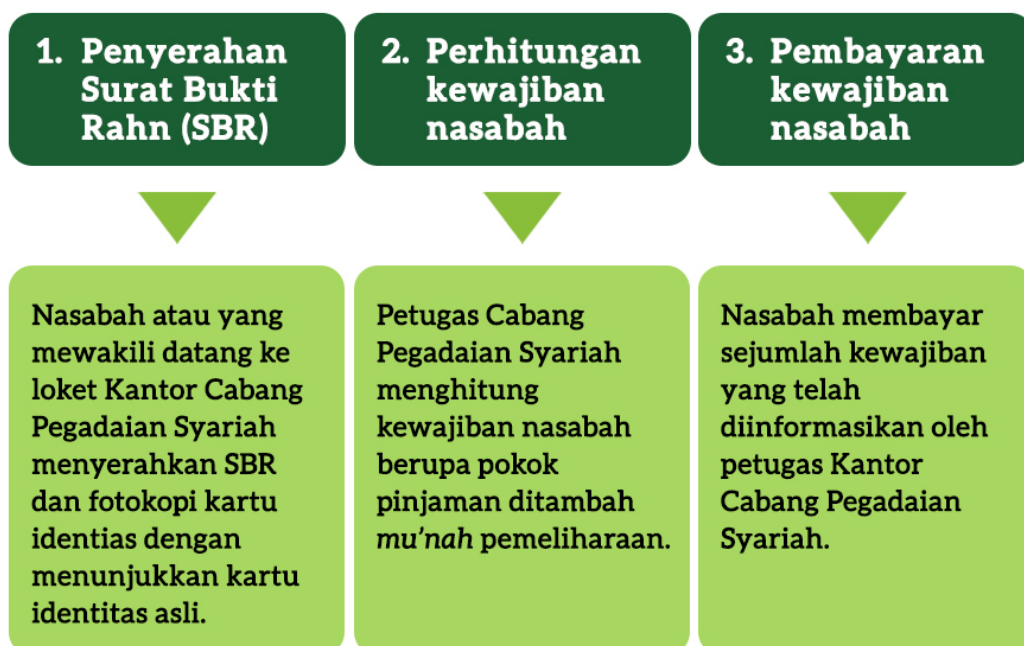 1. Penyerahan
Surat Bukti
Rahn (SBR)
2. Perhitungan
kewajiban
nasabah
3. Pembayaran
kewajiban
nasabah
Nasabah atau yang
mewakili datang ke
loket Kantor Cabang
Pegadaian Syariah
menyerahkan SBR
dan fotokopi kartu
identias dengan
menunjukkan kartu
identitas asli.
Petugas Cabang
Pegadaian Syariah
menghitung
kewajiban nasabah
berupa pokok
pinjaman ditambah
mu’nah pemeliharaan.
Nasabah membayar
sejumlah kewajiban
yang telah
diinformasikan oleh
petugas Kantor
Cabang Pegadaian
Syariah.